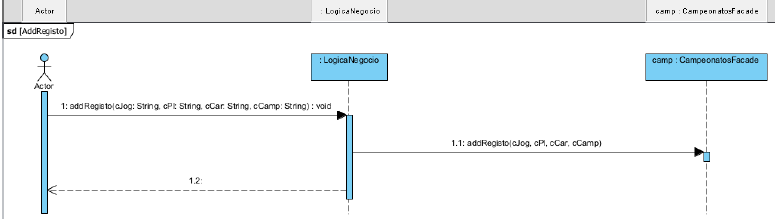 Actor : LogicaNegocio camp : CampeonatosFacade
sd [AddRegisto]
: LogicaNegocio camp : CampeonatosFacade
Actor
1: addRegisto(cJog: String, cPl: String, cCar: String, cCamp: String) : void
1.1: addRegisto(cJog, cPl, cCar, cCamp)
1.2: